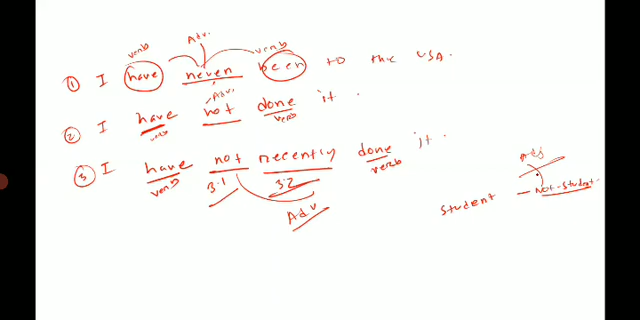 verb Adv. verb
① I have never been to the USA.
Adv.
② I have not done it.
verb verb
③ I have not recently done it.
verb 3.1 3.2 verb
Adv
Adj
Student — Not-Student